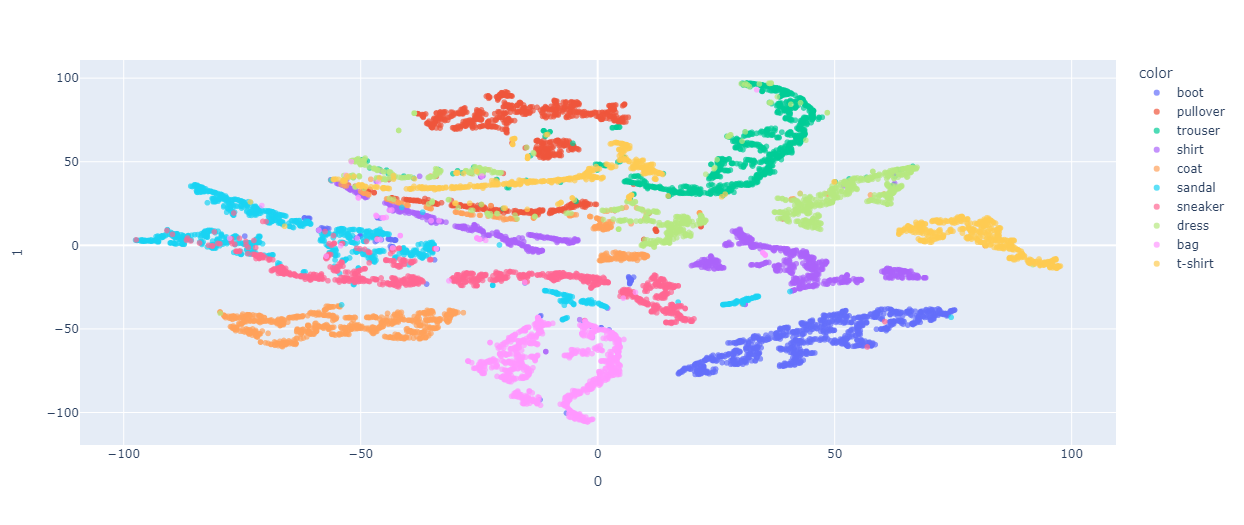 color
boot
pullover
trouser
shirt
coat
sandal
sneaker
dress
bag
t-shirt
100
50
0
−50
−100
1
−100
−50
0
50
100
0